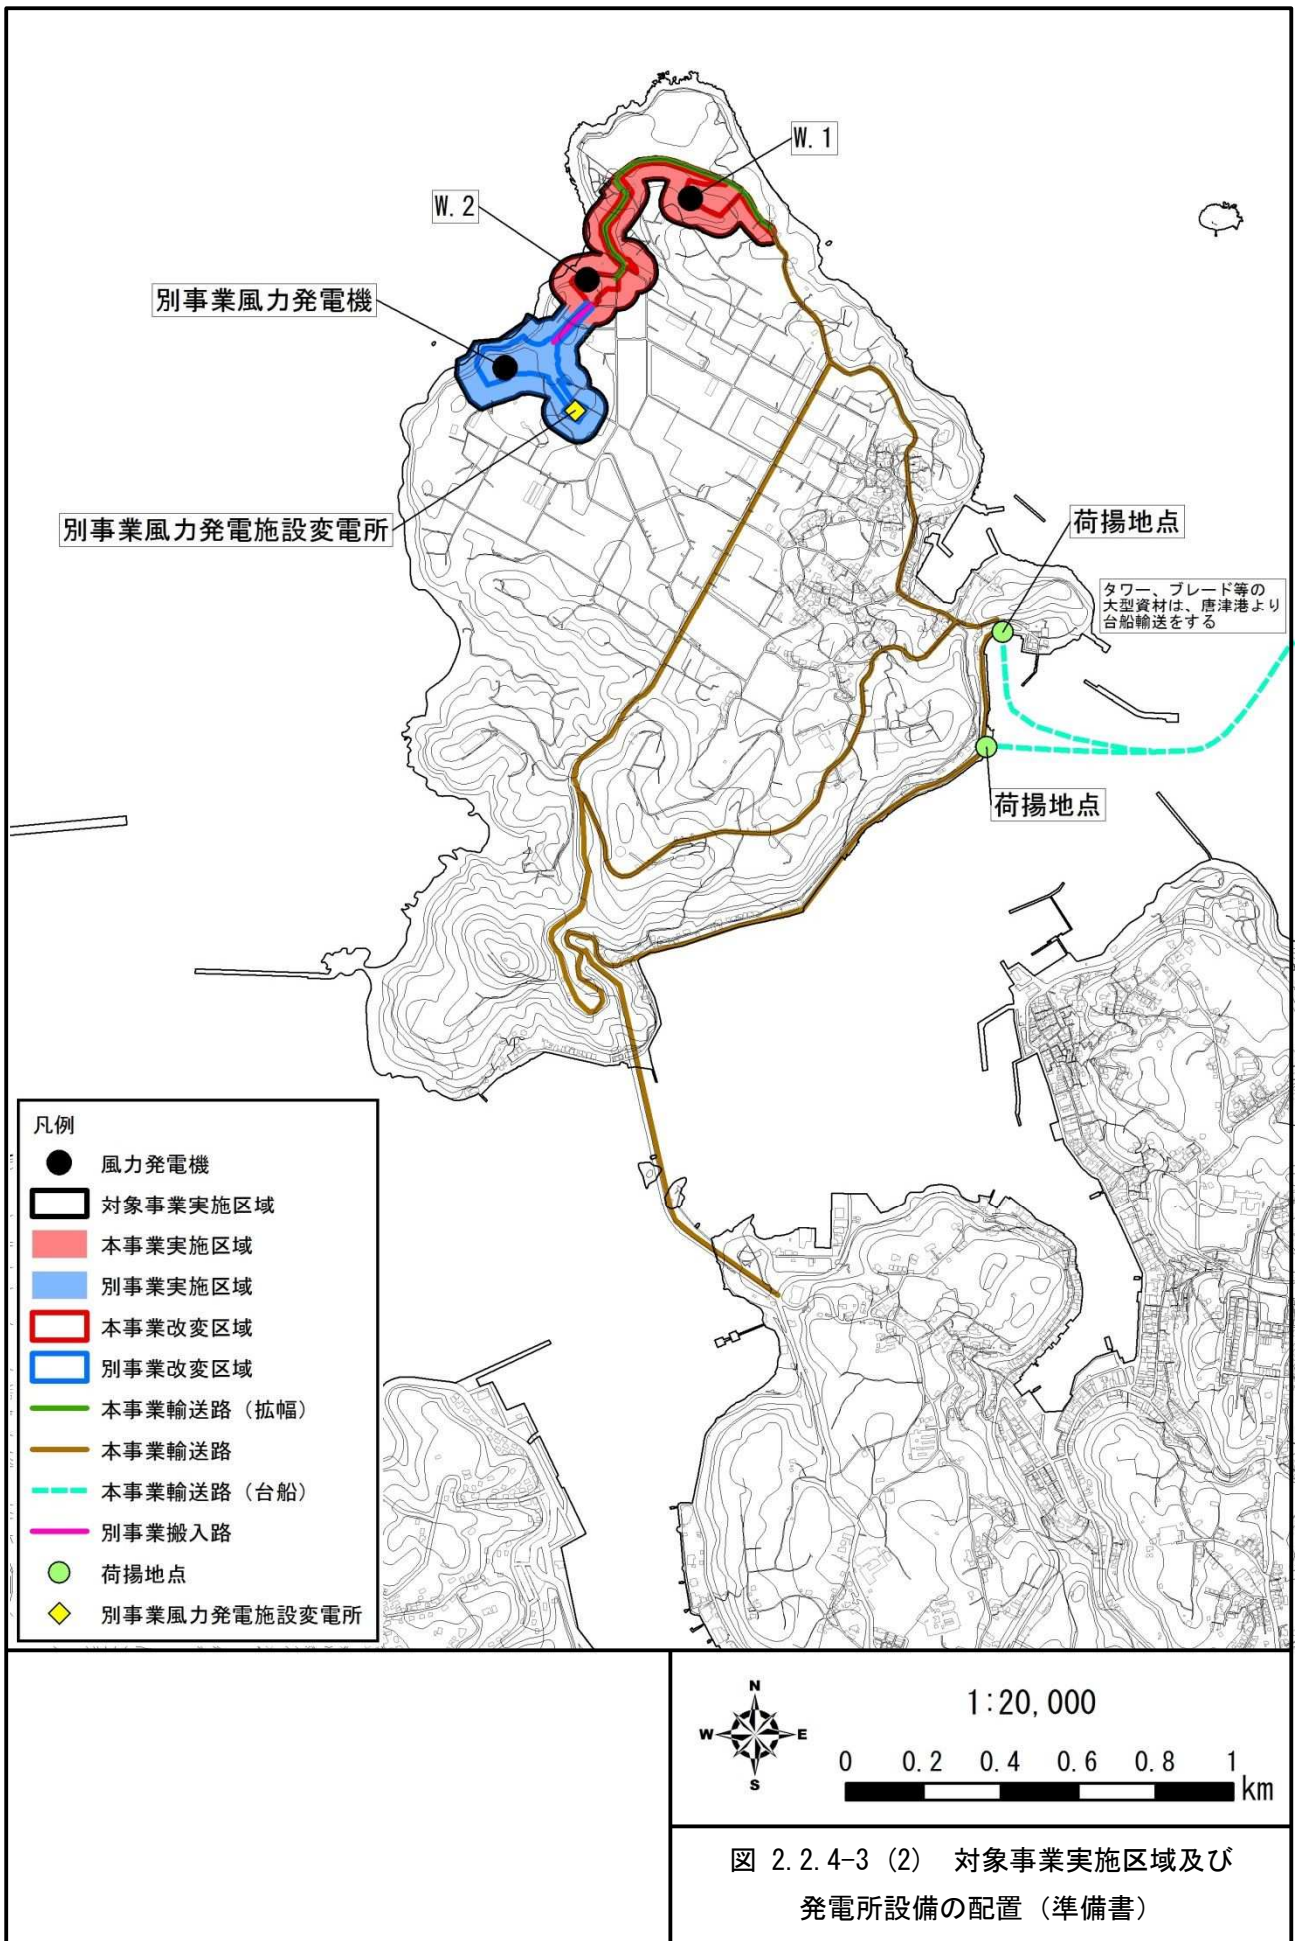 W. 1
W. 2
別事業風力発電機
別事業風力発電施設変電所
荷揚地点
タワー、ブレード等の
大型資材は、唐津港より
台船輸送をする
荷揚地点
凡例
風力発電機
対象事業実施区域
本事業実施区域
別事業実施区域
本事業改変区域
別事業改変区域
本事業輸送路（拡幅）
本事業輸送路
本事業輸送路（台船）
別事業搬入路
荷揚地点
別事業風力発電施設変電所
N
W E
S
1:20,000
0 0.2 0.4 0.6 0.8 1
km
図 2.2.4-3 (2) 対象事業実施区域及び
発電所設備の配置（準備書）